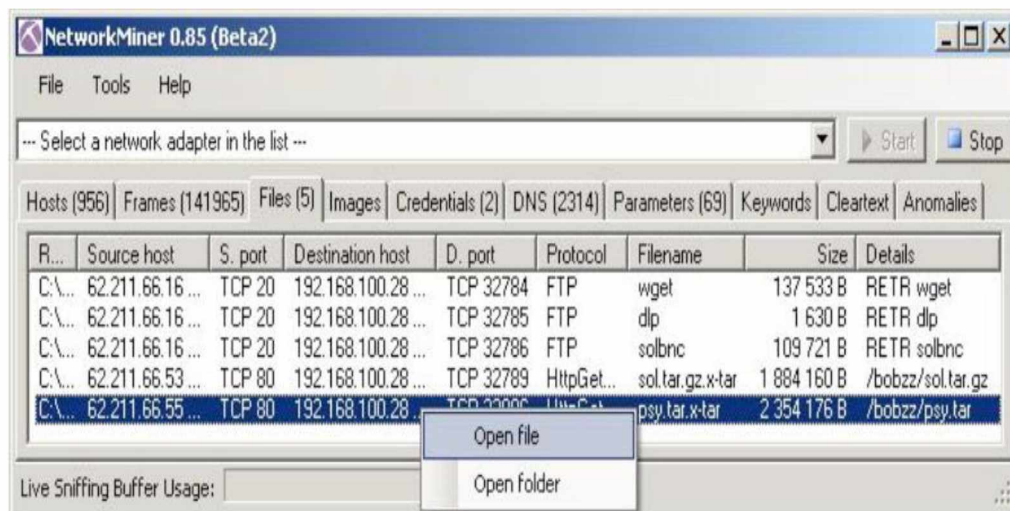 NetworkMiner 0.85 (Beta2)
File Tools Help
--- Select a network adapter in the list ---
Start Stop
Hosts (956) Frames (141965) Files (5) Images Credentials (2) DNS (2314) Parameters (69) Keywords Cleartext Anomalies
R... Source host S. port Destination host D. port Protocol Filename Size Details
C:\... 62.211.66.16 ... TCP 20 192.168.100.28 ... TCP 32784 FTP wget 137 533 B RETR wget
C:\... 62.211.66.16 ... TCP 20 192.168.100.28 ... TCP 32785 FTP dlp 1 630 B RETR dlp
C:\... 62.211.66.16 ... TCP 20 192.168.100.28 ... TCP 32786 FTP solbnc 109 721 B RETR solbnc
C:\... 62.211.66.53 ... TCP 80 192.168.100.28 ... TCP 32789 HttpGet... sol.tar.gz.x-tar 1 884 160 B /bobzz/sol.tar.gz
C:\... 62.211.66.55 ... TCP 80 192.168.100.28 ... psy.tar.x-tar 2 354 176 B /bobzz/psy.tar
Open file
Open folder
Live Sniffing Buffer Usage: